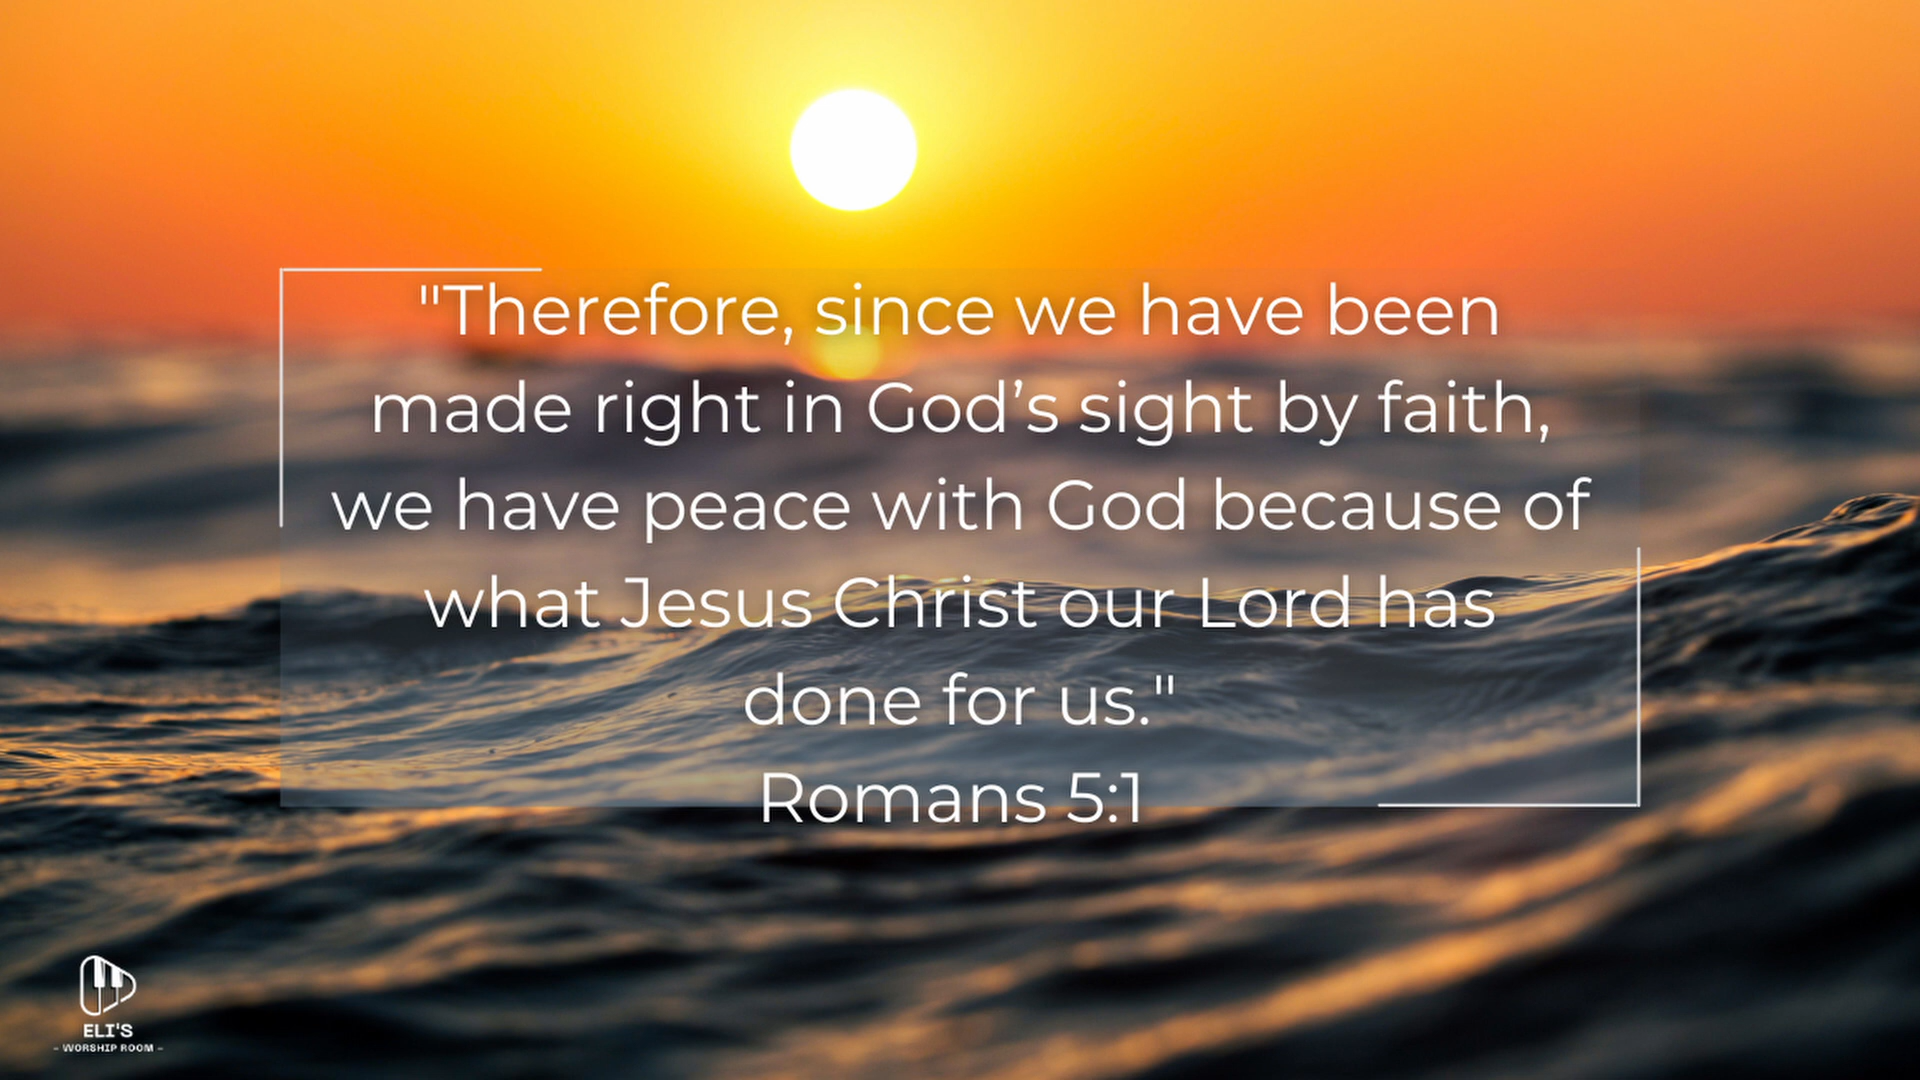 "Therefore, since we have been
made right in God’s sight by faith,
we have peace with God because of
what Jesus Christ our Lord has
done for us."
Romans 5:1
ELI'S
- WORSHIP ROOM -